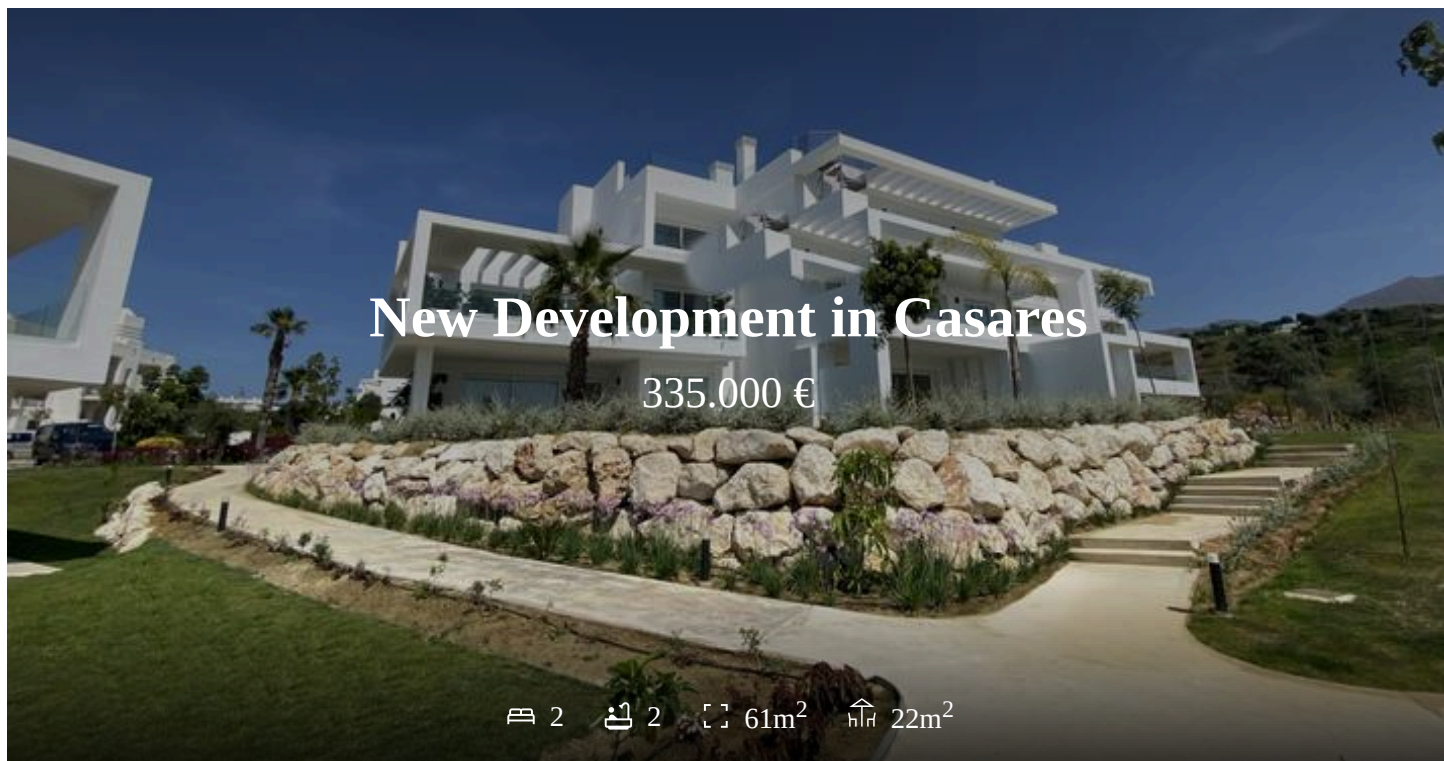 New Development in Casares
335.000 €
2 2 61m² 22m²